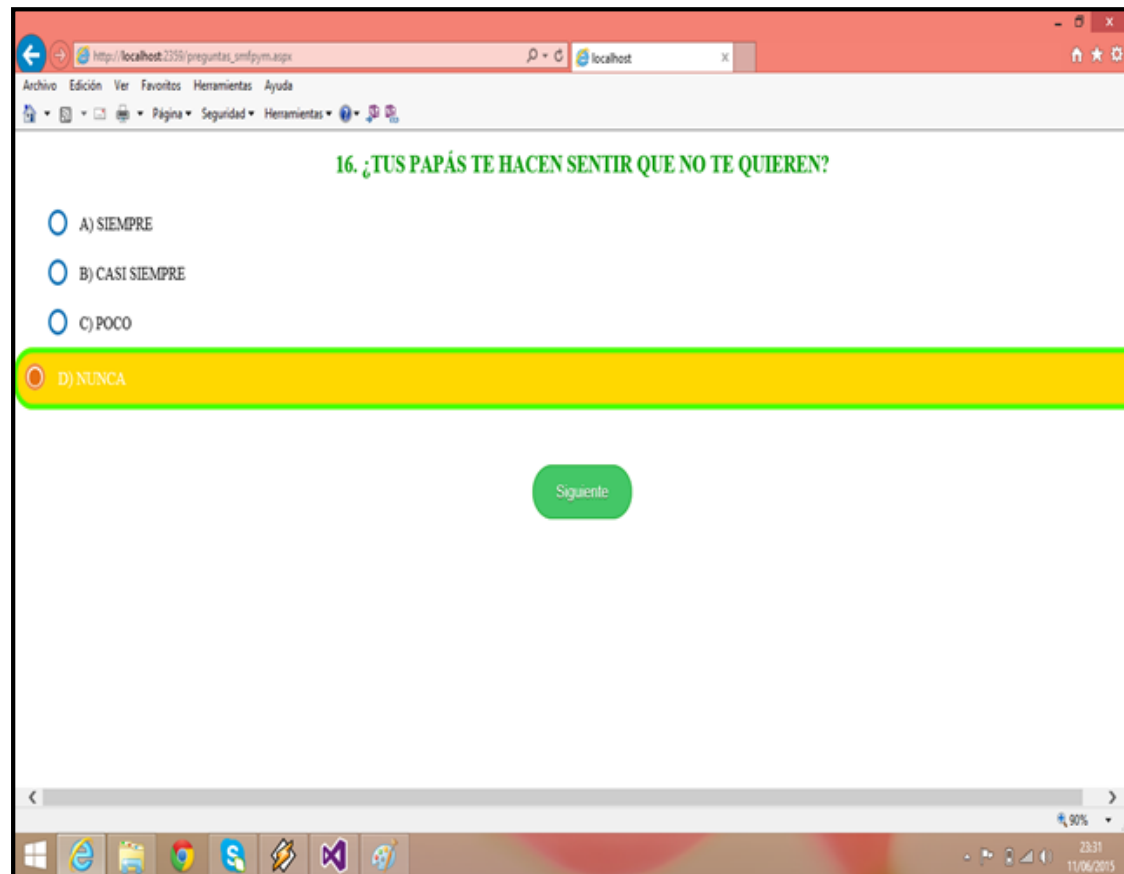 http://localhost:2359/preguntas_smfpym.aspx
localhost
Archivo Edición Ver Favoritos Herramientas Ayuda
Página Seguridad Herramientas
16. ¿TUS PAPÁS TE HACEN SENTIR QUE NO TE QUIEREN?
A) SIEMPRE
B) CASI SIEMPRE
C) POCO
D) NUNCA
Siguiente
90%
23:31
11/06/2015